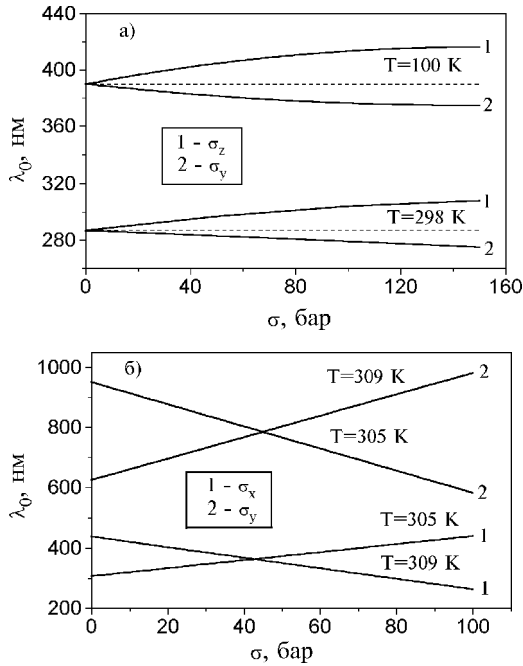 440
400
360
320
280
λ₀, нм
а)
T=100 K
1
2
1 - σz
2 - σy
T=298 K
1
2
0 40 80 120 160
σ, бар
1000
800
600
400
200
λ₀, нм
б)
T=309 K
2
T=305 K
1 - σx
2 - σy
2
T=305 K
1
T=309 K
1
0 20 40 60 80 100
σ, бар